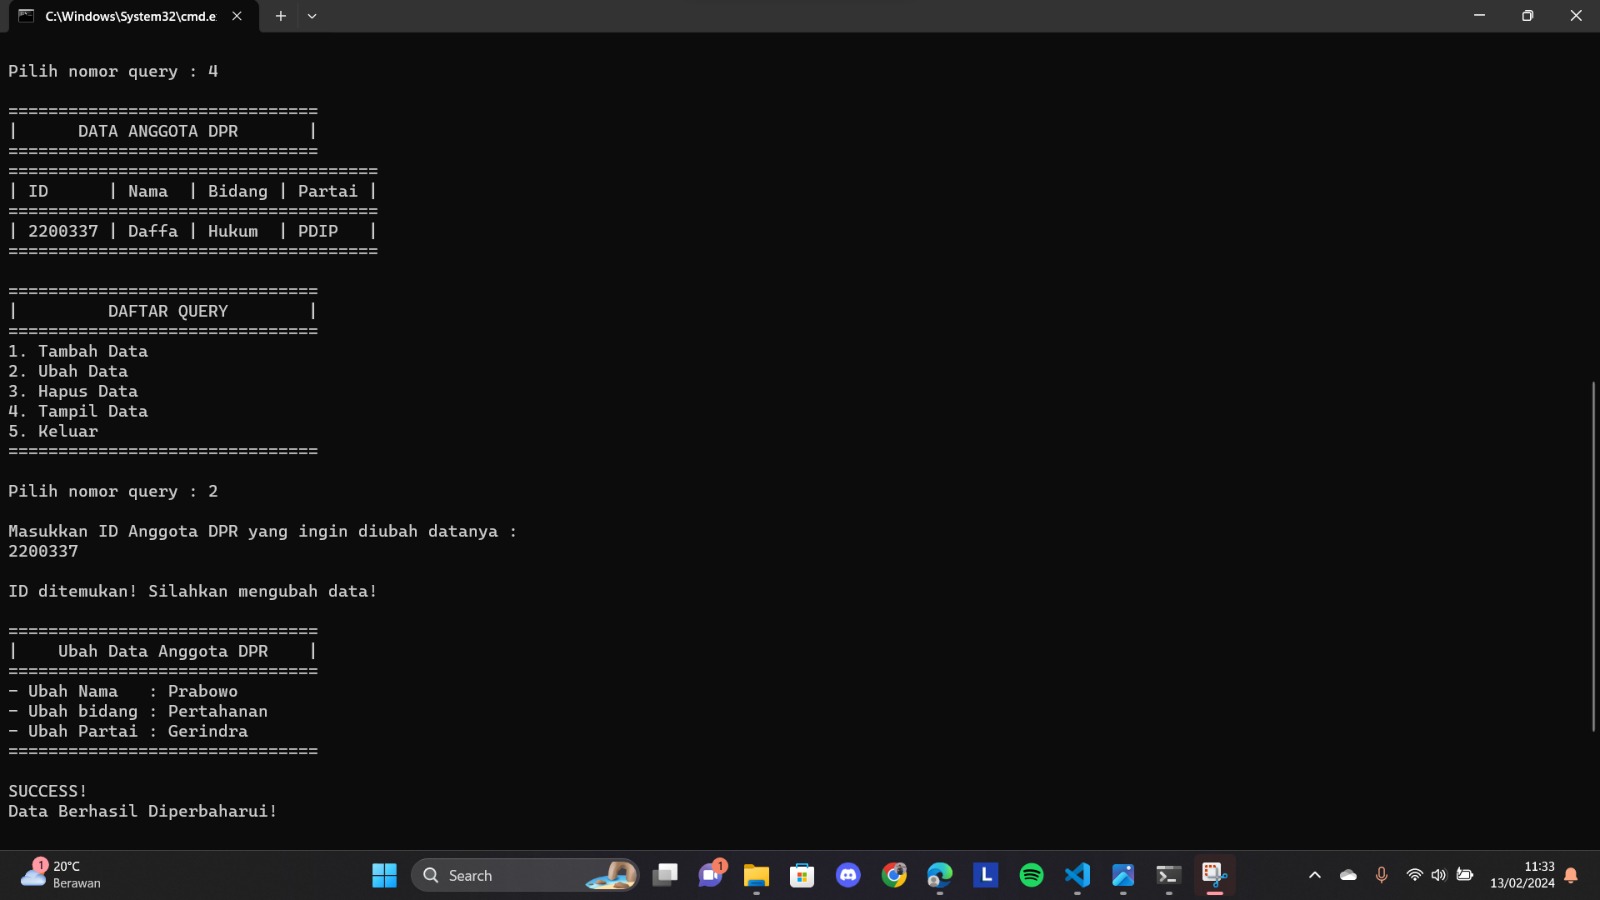 C:\Windows\System32\cmd.e
Pilih nomor query : 4
===============================
|      DATA ANGGOTA DPR       |
===============================
=====================================
| ID      | Nama  | Bidang | Partai |
=====================================
| 2200337 | Daffa | Hukum  | PDIP   |
=====================================
===============================
|         DAFTAR QUERY        |
===============================
1. Tambah Data
2. Ubah Data
3. Hapus Data
4. Tampil Data
5. Keluar
===============================
Pilih nomor query : 2
Masukkan ID Anggota DPR yang ingin diubah datanya :
2200337
ID ditemukan! Silahkan mengubah data!
===============================
|    Ubah Data Anggota DPR    |
===============================
- Ubah Nama   : Prabowo
- Ubah bidang : Pertahanan
- Ubah Partai : Gerindra
===============================
SUCCESS!
Data Berhasil Diperbaharui!
1
20°C
Berawan
Search
1
L
11:33
13/02/2024